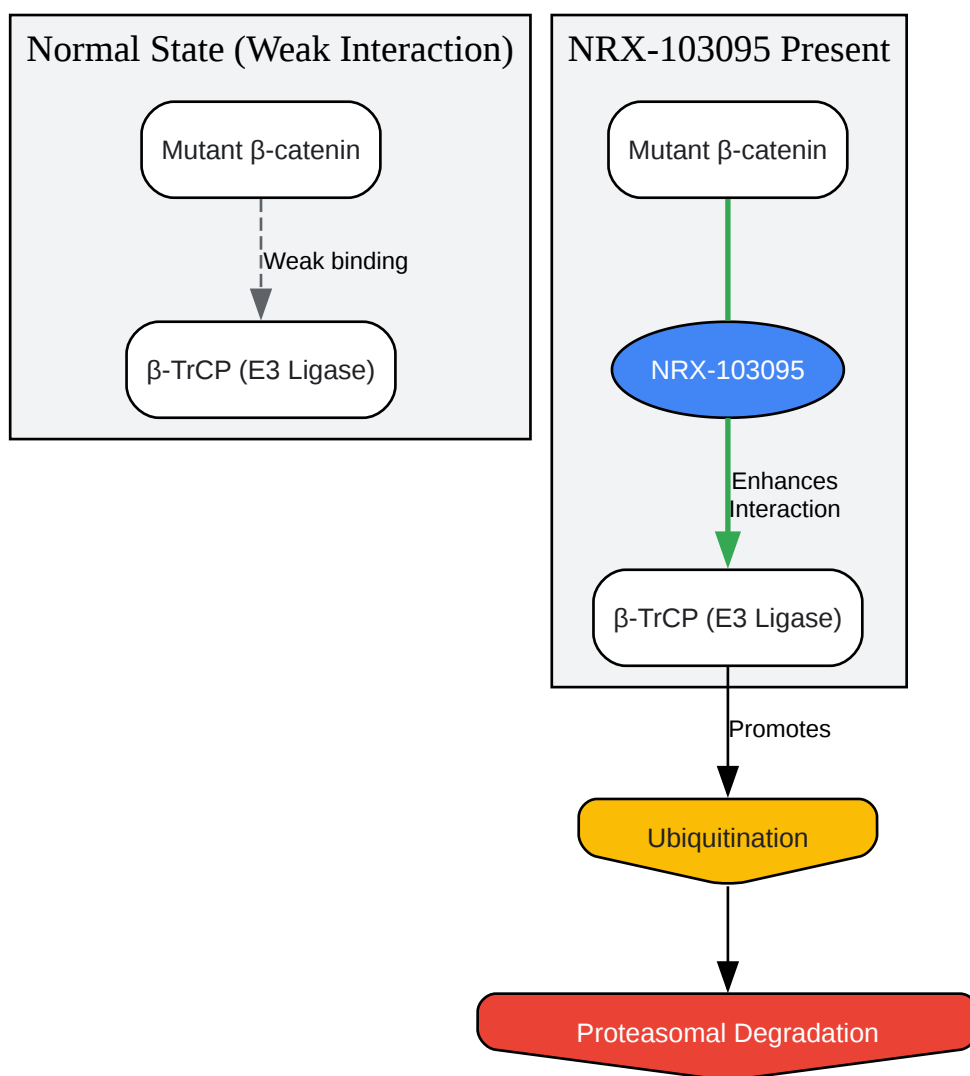 Normal State (Weak Interaction)
Mutant β-catenin
Weak binding
β-TrCP (E3 Ligase)
NRX-103095 Present
Mutant β-catenin
NRX-103095
Enhances
Interaction
β-TrCP (E3 Ligase)
Promotes
Ubiquitination
Proteasomal Degradation